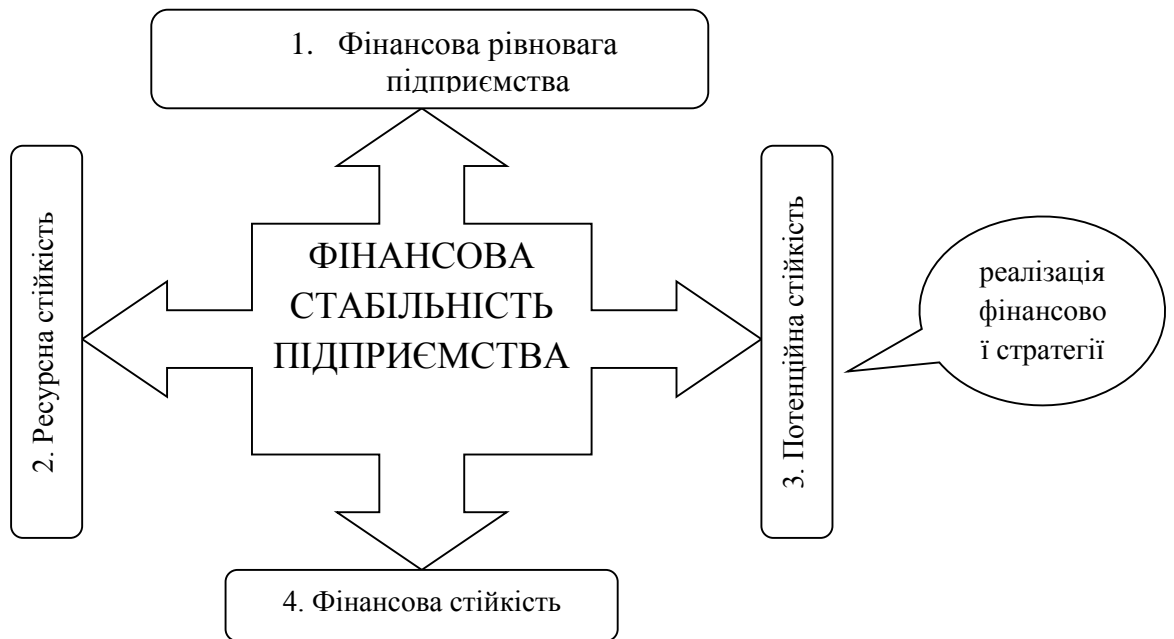 1. Фінансова рівновага
підприємства
2. Ресурсна стійкість
ФІНАНСОВА
СТАБІЛЬНІСТЬ
ПІДПРИЄМСТВА
3. Потенційна стійкість
реалізація
фінансово
ї стратегії
4. Фінансова стійкість